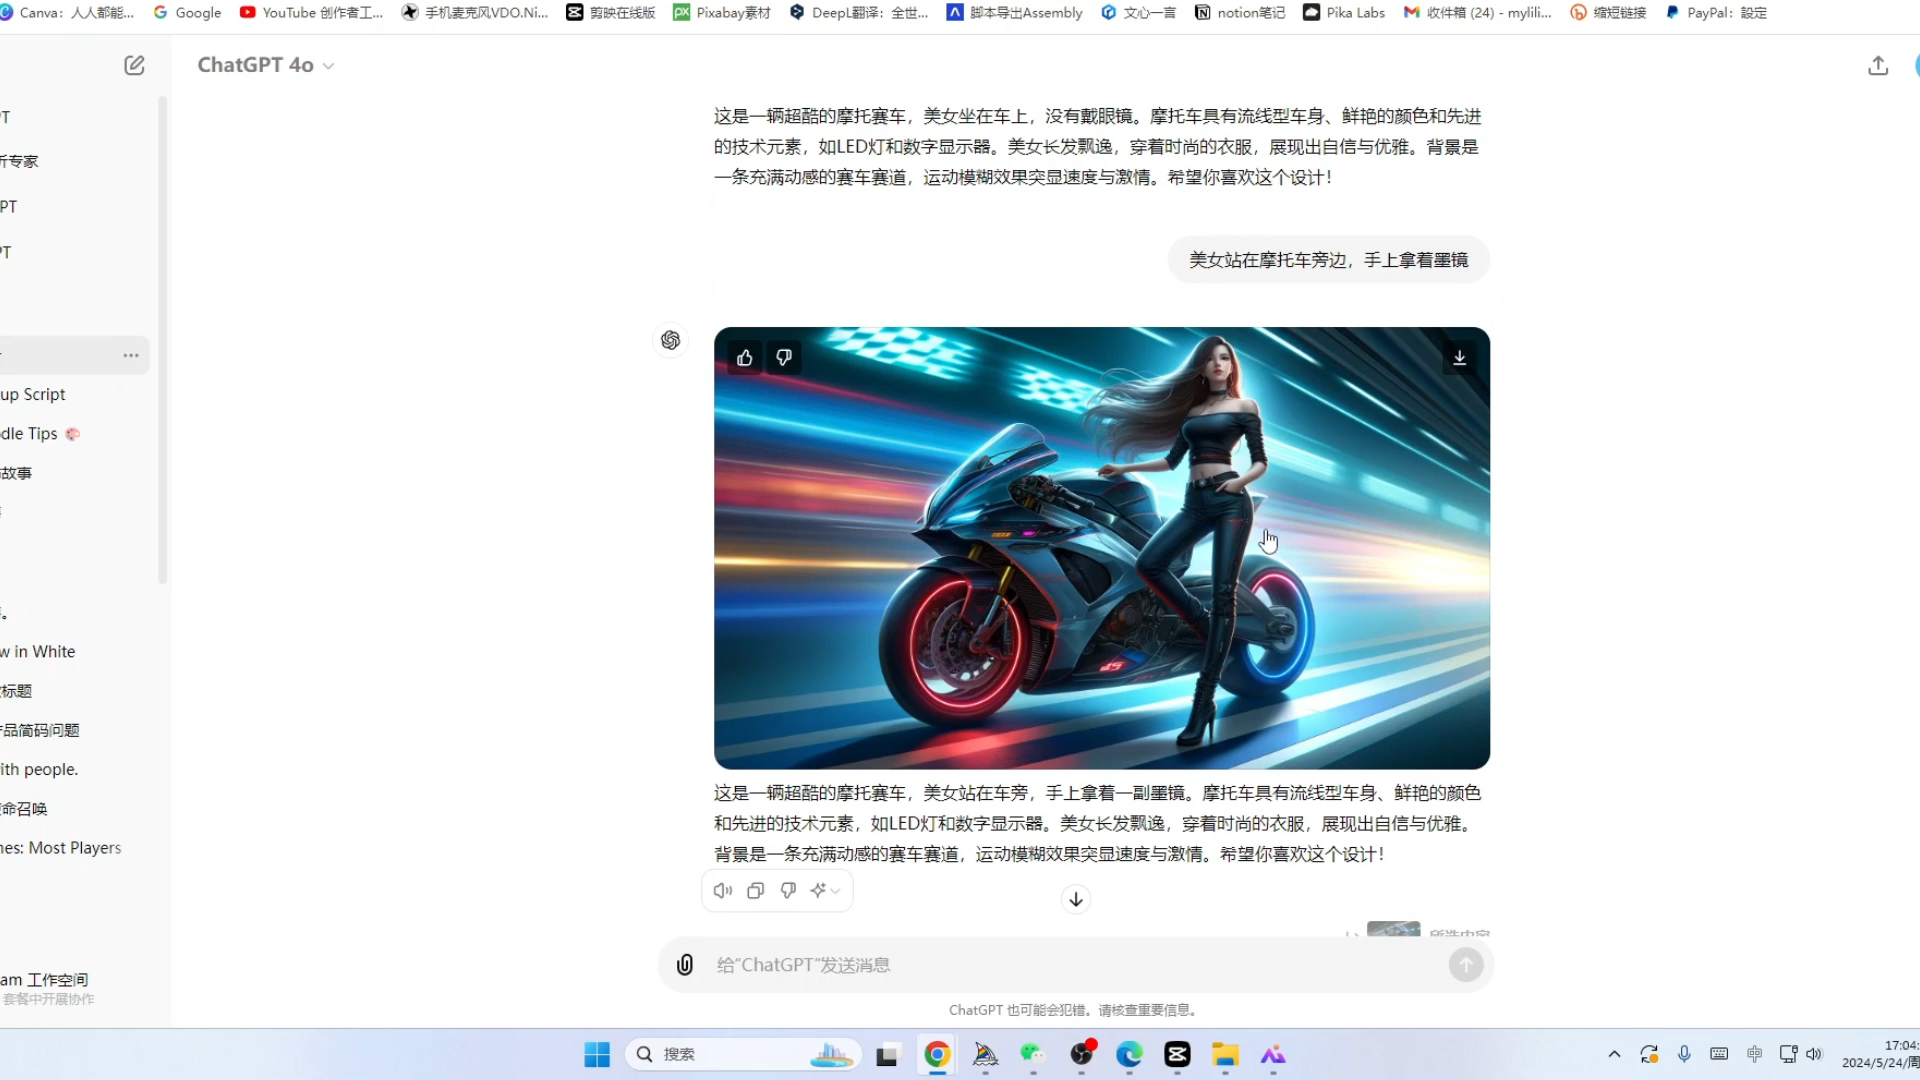 Canva：人人都能...
Google
YouTube 创作者工...
手机麦克风VDO.Ni...
剪映在线版
Pixabay素材
DeepL翻译：全世...
脚本导出Assembly
文心一言
notion笔记
Pika Labs
收件箱 (24) - mylili...
缩短链接
PayPal：設定
ChatGPT 4o
T
斤专家
PT
PT
up Script
dle Tips
故事
w in White
标题
品简码问题
ith people.
命召唤
nes: Most Players
am 工作空间
套餐中开展协作
这是一辆超酷的摩托赛车，美女坐在车上，没有戴眼镜。摩托车具有流线型车身、鲜艳的颜色和先进
的技术元素，如LED灯和数字显示器。美女长发飘逸，穿着时尚的衣服，展现出自信与优雅。背景是
一条充满动感的赛车赛道，运动模糊效果突显速度与激情。希望你喜欢这个设计！
美女站在摩托车旁边，手上拿着墨镜
这是一辆超酷的摩托赛车，美女站在车旁，手上拿着一副墨镜。摩托车具有流线型车身、鲜艳的颜色
和先进的技术元素，如LED灯和数字显示器。美女长发飘逸，穿着时尚的衣服，展现出自信与优雅。
背景是一条充满动感的赛车赛道，运动模糊效果突显速度与激情。希望你喜欢这个设计！
给“ChatGPT”发送消息
ChatGPT 也可能会犯错。请核查重要信息。
搜索
中
17:04:
2024/5/24/周